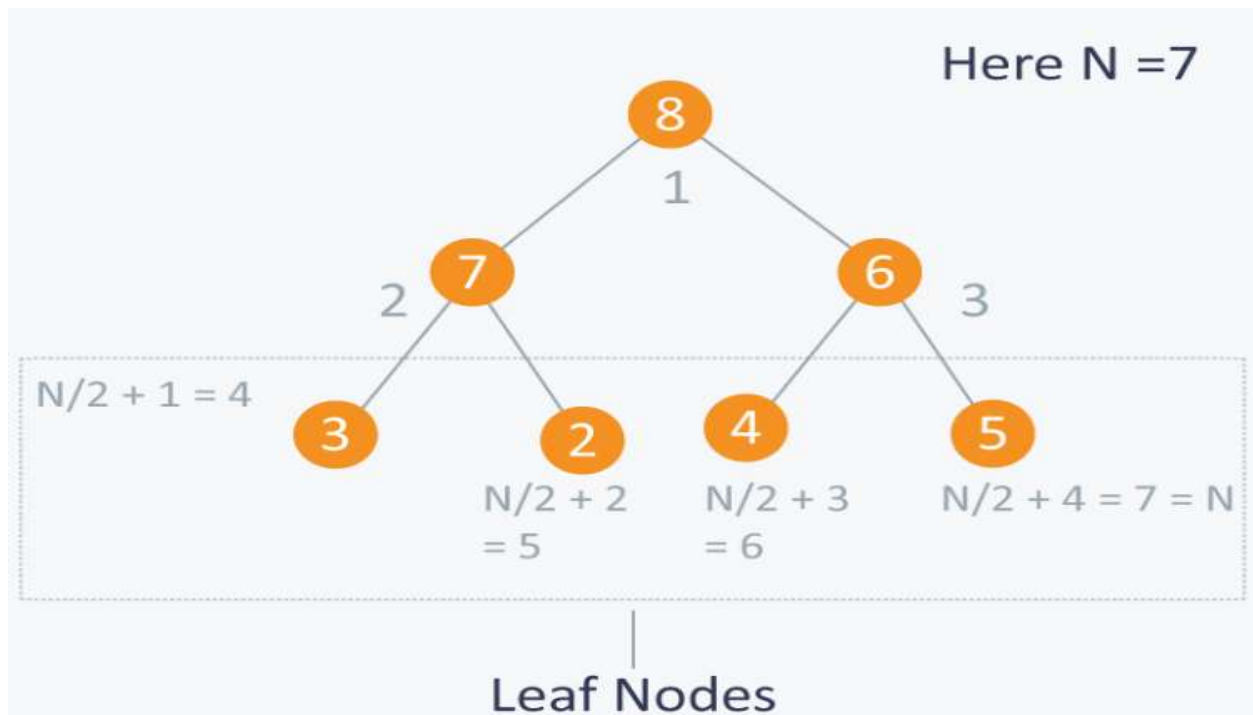 Here N =7
8
1
7
6
2
3
N/2 + 1 = 4
3
2
4
5
N/2 + 2
= 5
N/2 + 3
= 6
N/2 + 4 = 7 = N
Leaf Nodes